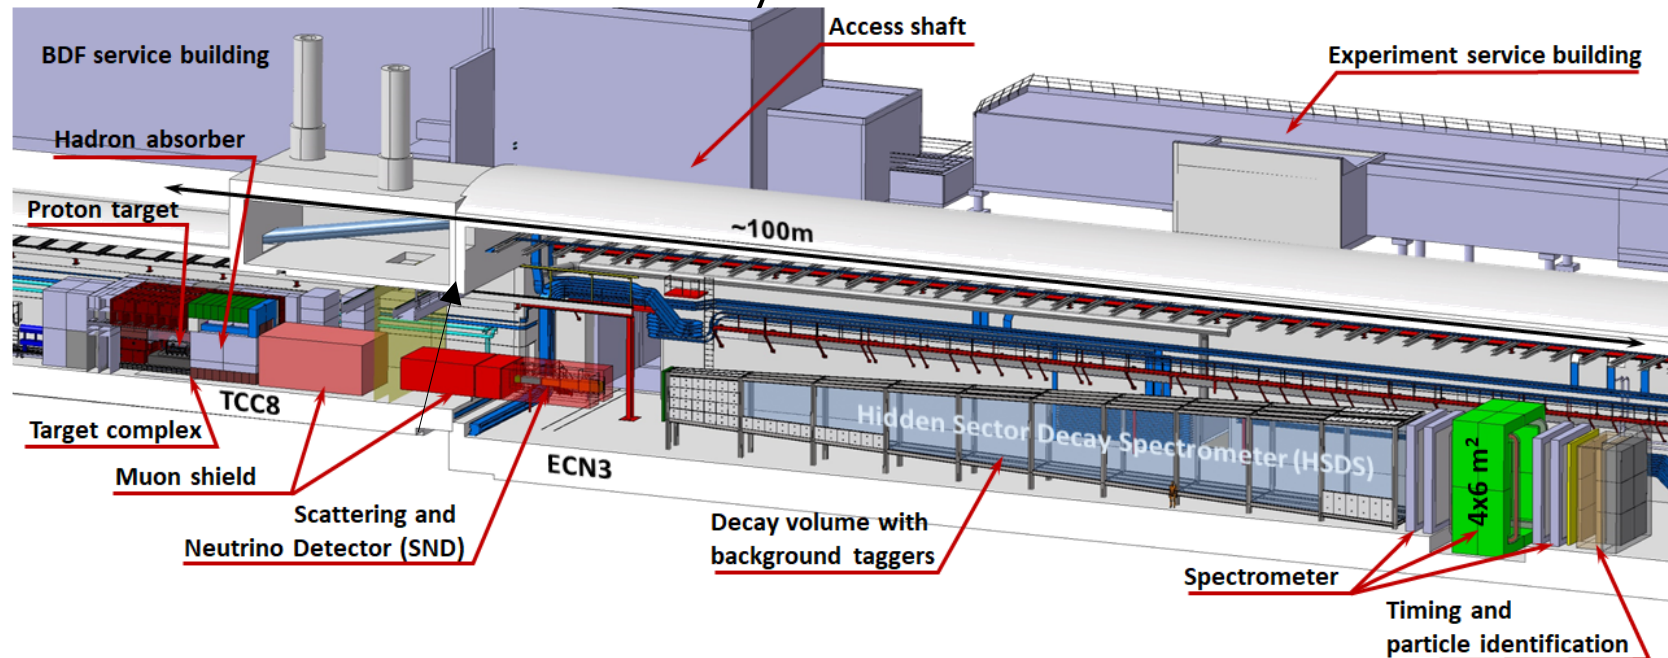 BDF service building
Access shaft
Experiment service building
Hadron absorber
Proton target
~100m
TCC8
Target complex
Muon shield
ECN3
Scattering and
Neutrino Detector (SND)
Hidden Sector Decay Spectrometer (HSDS)
4x6 m²
Decay volume with
background taggers
Spectrometer
Timing and
particle identification